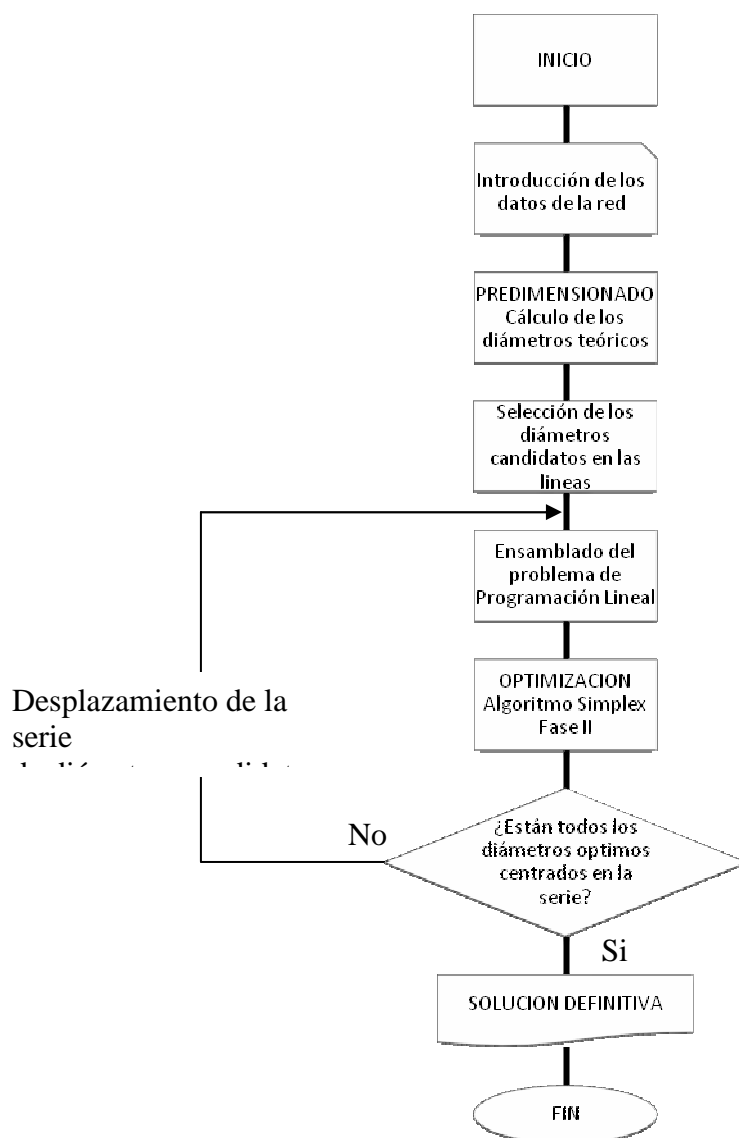 INICIO
Introducción de los
datos de la red
PREDIMENSIONADO
Cálculo de los
diámetros teóricos
Selección de los
diámetros
candidatos en las
lineas
Ensamblado del
problema de
Programación Lineal
OPTIMIZACION
Algoritmo Simplex
Fase II
Desplazamiento de la
serie
¿Están todos los
diámetros optimos
centrados en la
serie?
No
Si
SOLUCION DEFINITIVA
FIN